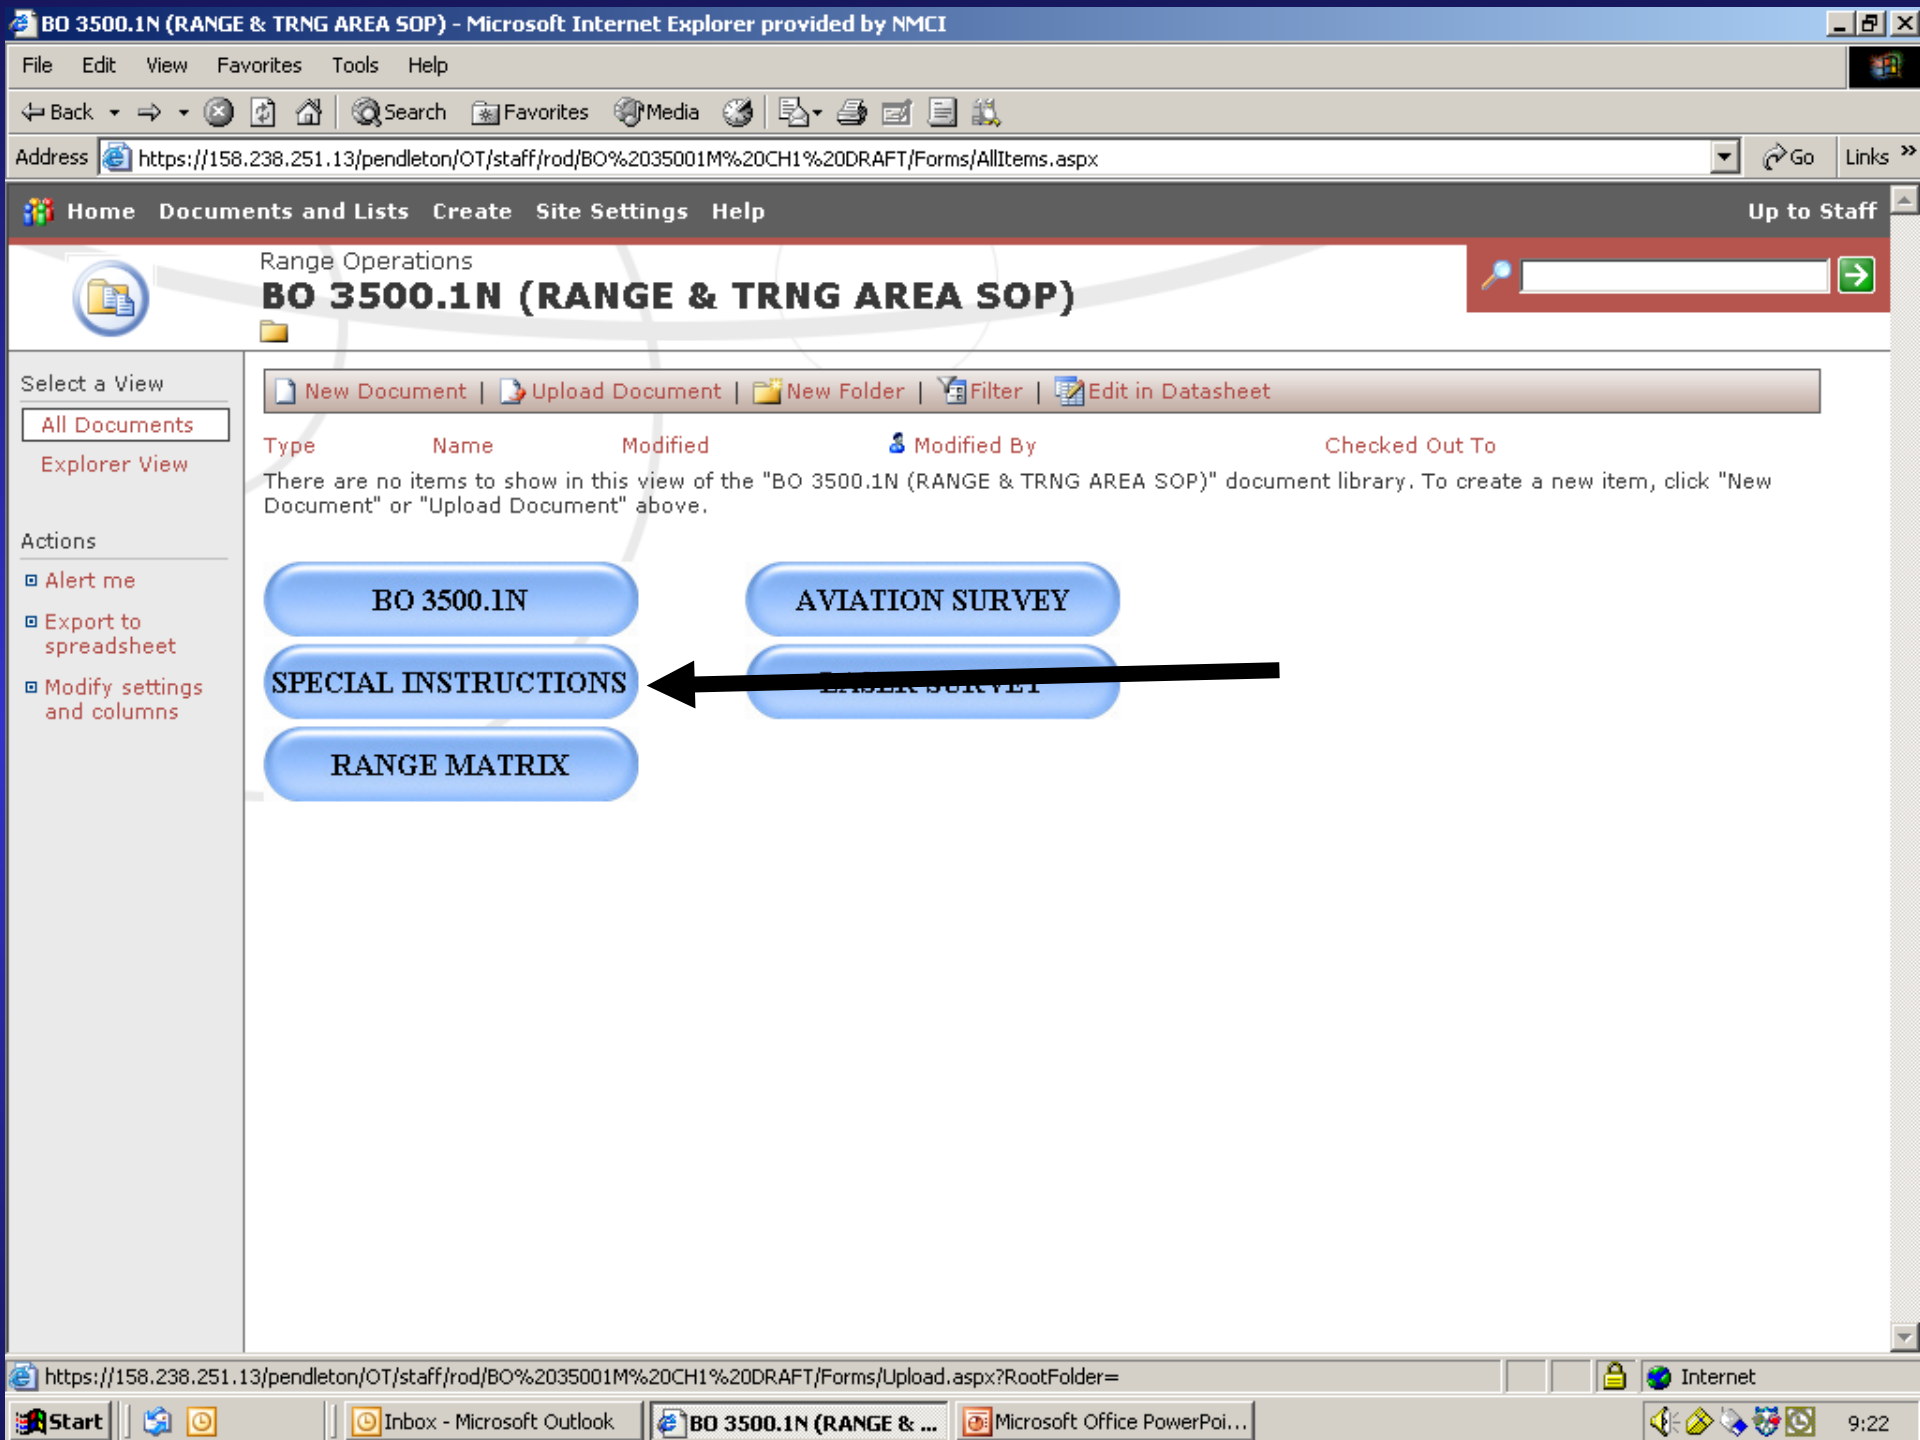 BO 3500.1N (RANGE & TRNG AREA SOP) - Microsoft Internet Explorer provided by NMCI
File Edit View Favorites Tools Help
Back Search Favorites Media
Address https://158.238.251.13/pendleton/OT/staff/rod/BO%2035001M%20CH1%20DRAFT/Forms/AllItems.aspx Go Links »
Home Documents and Lists Create Site Settings Help Up to Staff
Range Operations
BO 3500.1N (RANGE & TRNG AREA SOP)
Select a View
All Documents
Explorer View
Actions
Alert me
Export to
spreadsheet
Modify settings
and columns
New Document | Upload Document | New Folder | Filter | Edit in Datasheet
Type Name Modified Modified By Checked Out To
There are no items to show in this view of the "BO 3500.1N (RANGE & TRNG AREA SOP)" document library. To create a new item, click "New
Document" or "Upload Document" above.
BO 3500.1N AVIATION SURVEY
SPECIAL INSTRUCTIONS LASER SURVEY
RANGE MATRIX
https://158.238.251.13/pendleton/OT/staff/rod/BO%2035001M%20CH1%20DRAFT/Forms/Upload.aspx?RootFolder= Internet
Start Inbox - Microsoft Outlook BO 3500.1N (RANGE & ... Microsoft Office PowerPoi... 9:22